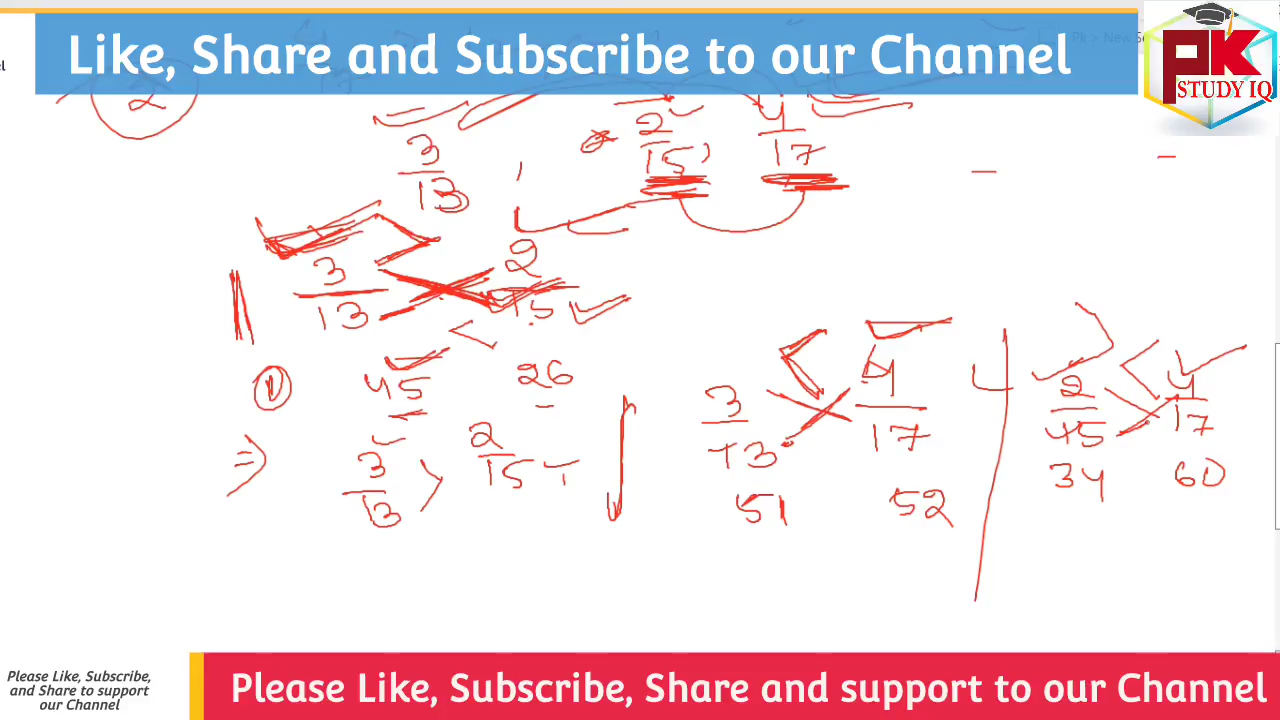 Like, Share and Subscribe to our Channel
PK
STUDY IQ
2
3/13 2/15 4/17
3/13 2/15
45 26
3/13 > 2/15
3/13 < 4/17
51 52
2/45 < 4/17
34 60
Please Like, Subscribe,
and Share to support
our Channel
Please Like, Subscribe, Share and support to our Channel